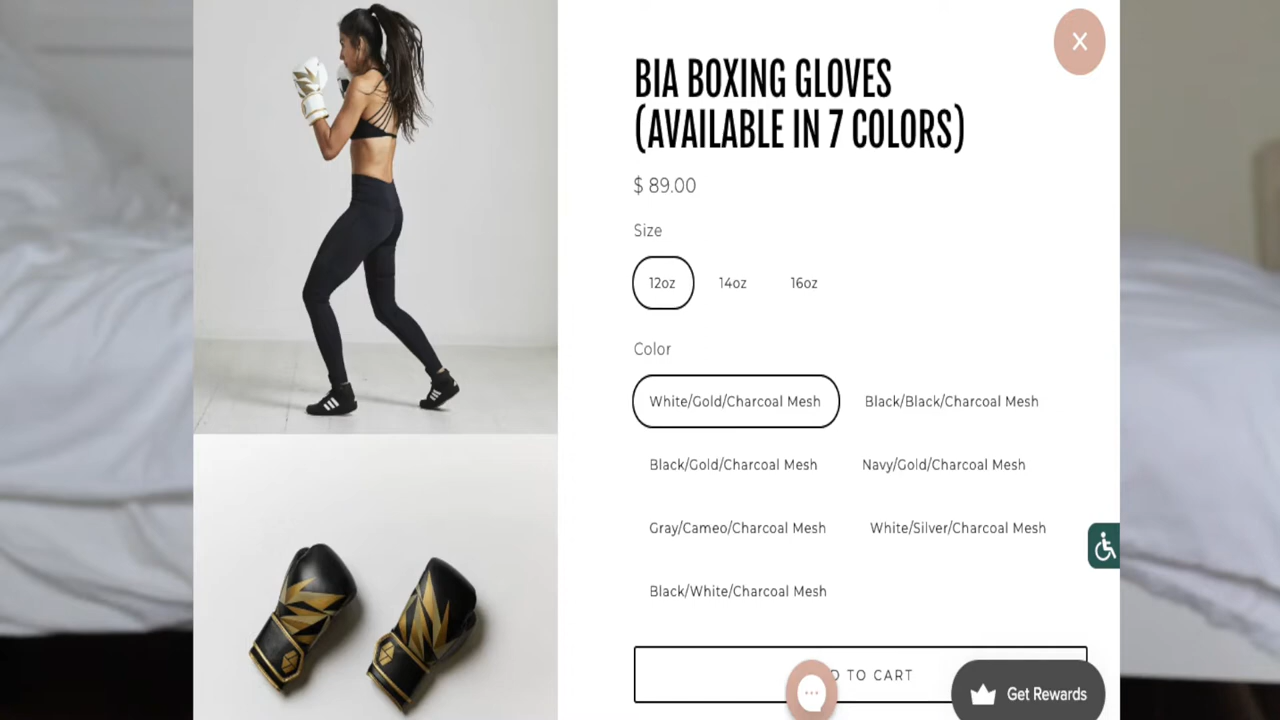 BIA BOXING GLOVES
(AVAILABLE IN 7 COLORS)
$ 89.00
Size
12oz 14oz 16oz
Color
White/Gold/Charcoal Mesh Black/Black/Charcoal Mesh
Black/Gold/Charcoal Mesh Navy/Gold/Charcoal Mesh
Gray/Cameo/Charcoal Mesh White/Silver/Charcoal Mesh
Black/White/Charcoal Mesh
TO CART
Get Rewards